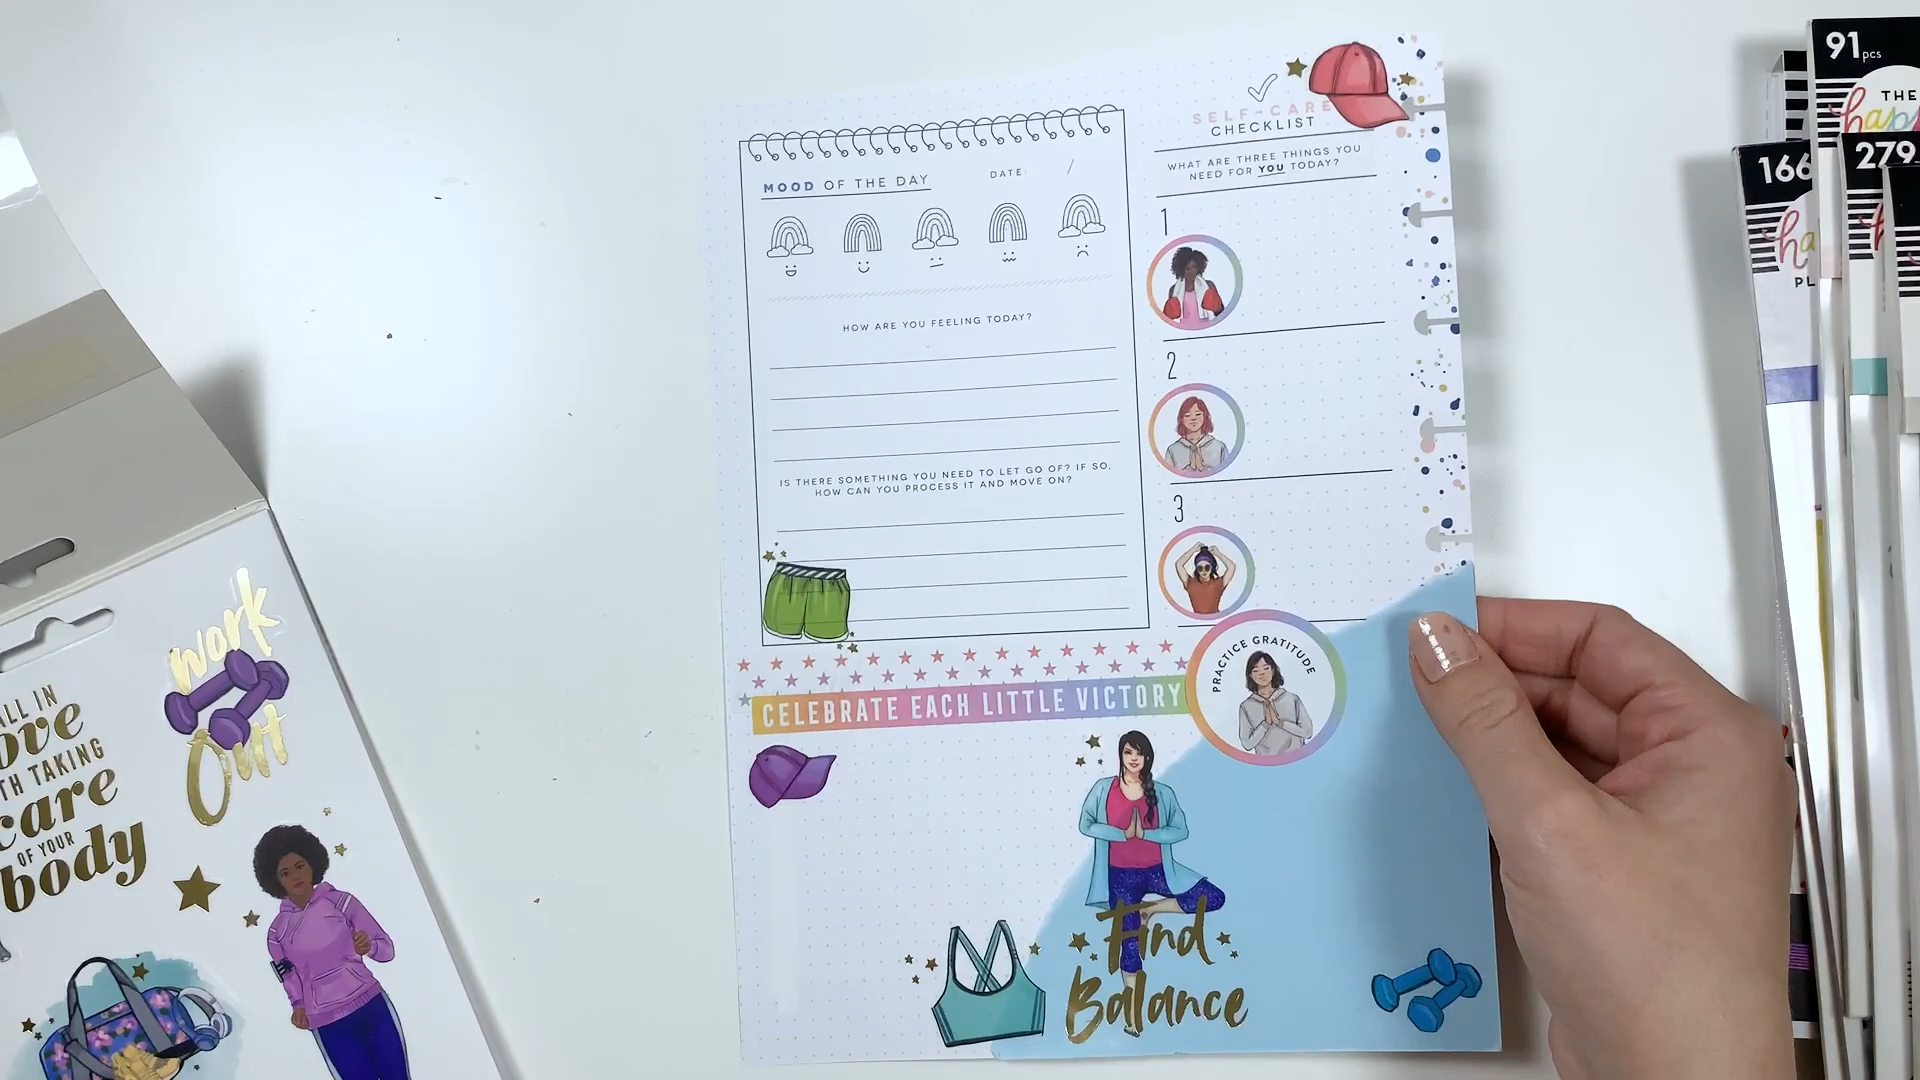 MOOD OF THE DAY
DATE: /
HOW ARE YOU FEELING TODAY?
IS THERE SOMETHING YOU NEED TO LET GO OF? IF SO,
HOW CAN YOU PROCESS IT AND MOVE ON?
SELF-CARE
CHECKLIST
WHAT ARE THREE THINGS YOU
NEED FOR YOU TODAY?
1
2
3
PRACTICE GRATITUDE
CELEBRATE EACH LITTLE VICTORY
Find
Balance
work
Out
ALL IN
TAKING
care
OF YOUR
body
91 pcs
THE
166
279